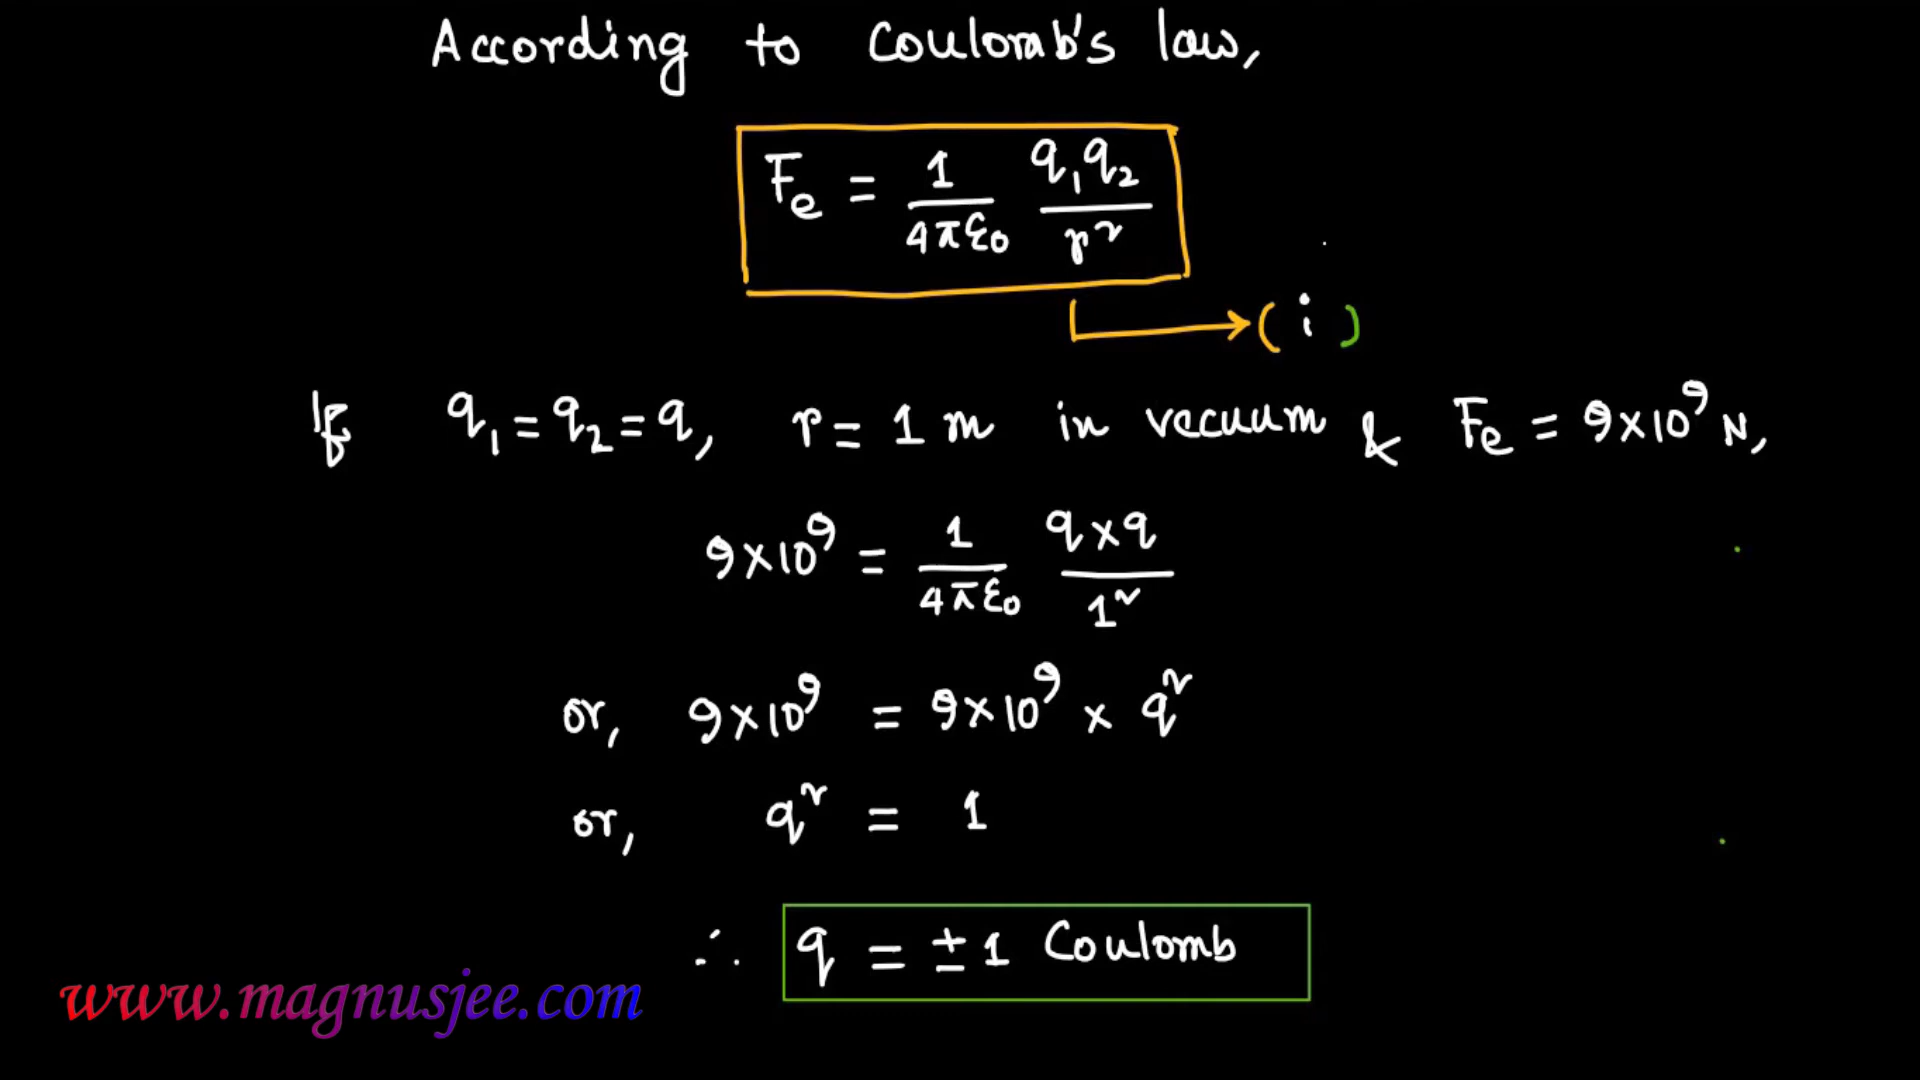 According to Coulomb's law,
Fe = 1/4πε0 q1q2/r²
(i)
If q1 = q2 = q, r = 1 m in vacuum & Fe = 9×10⁹ N,
9×10⁹ = 1/4πε0 q×q/1²
or, 9×10⁹ = 9×10⁹ × q²
or, q² = 1
∴ q = ±1 Coulomb
www.magnusjee.com